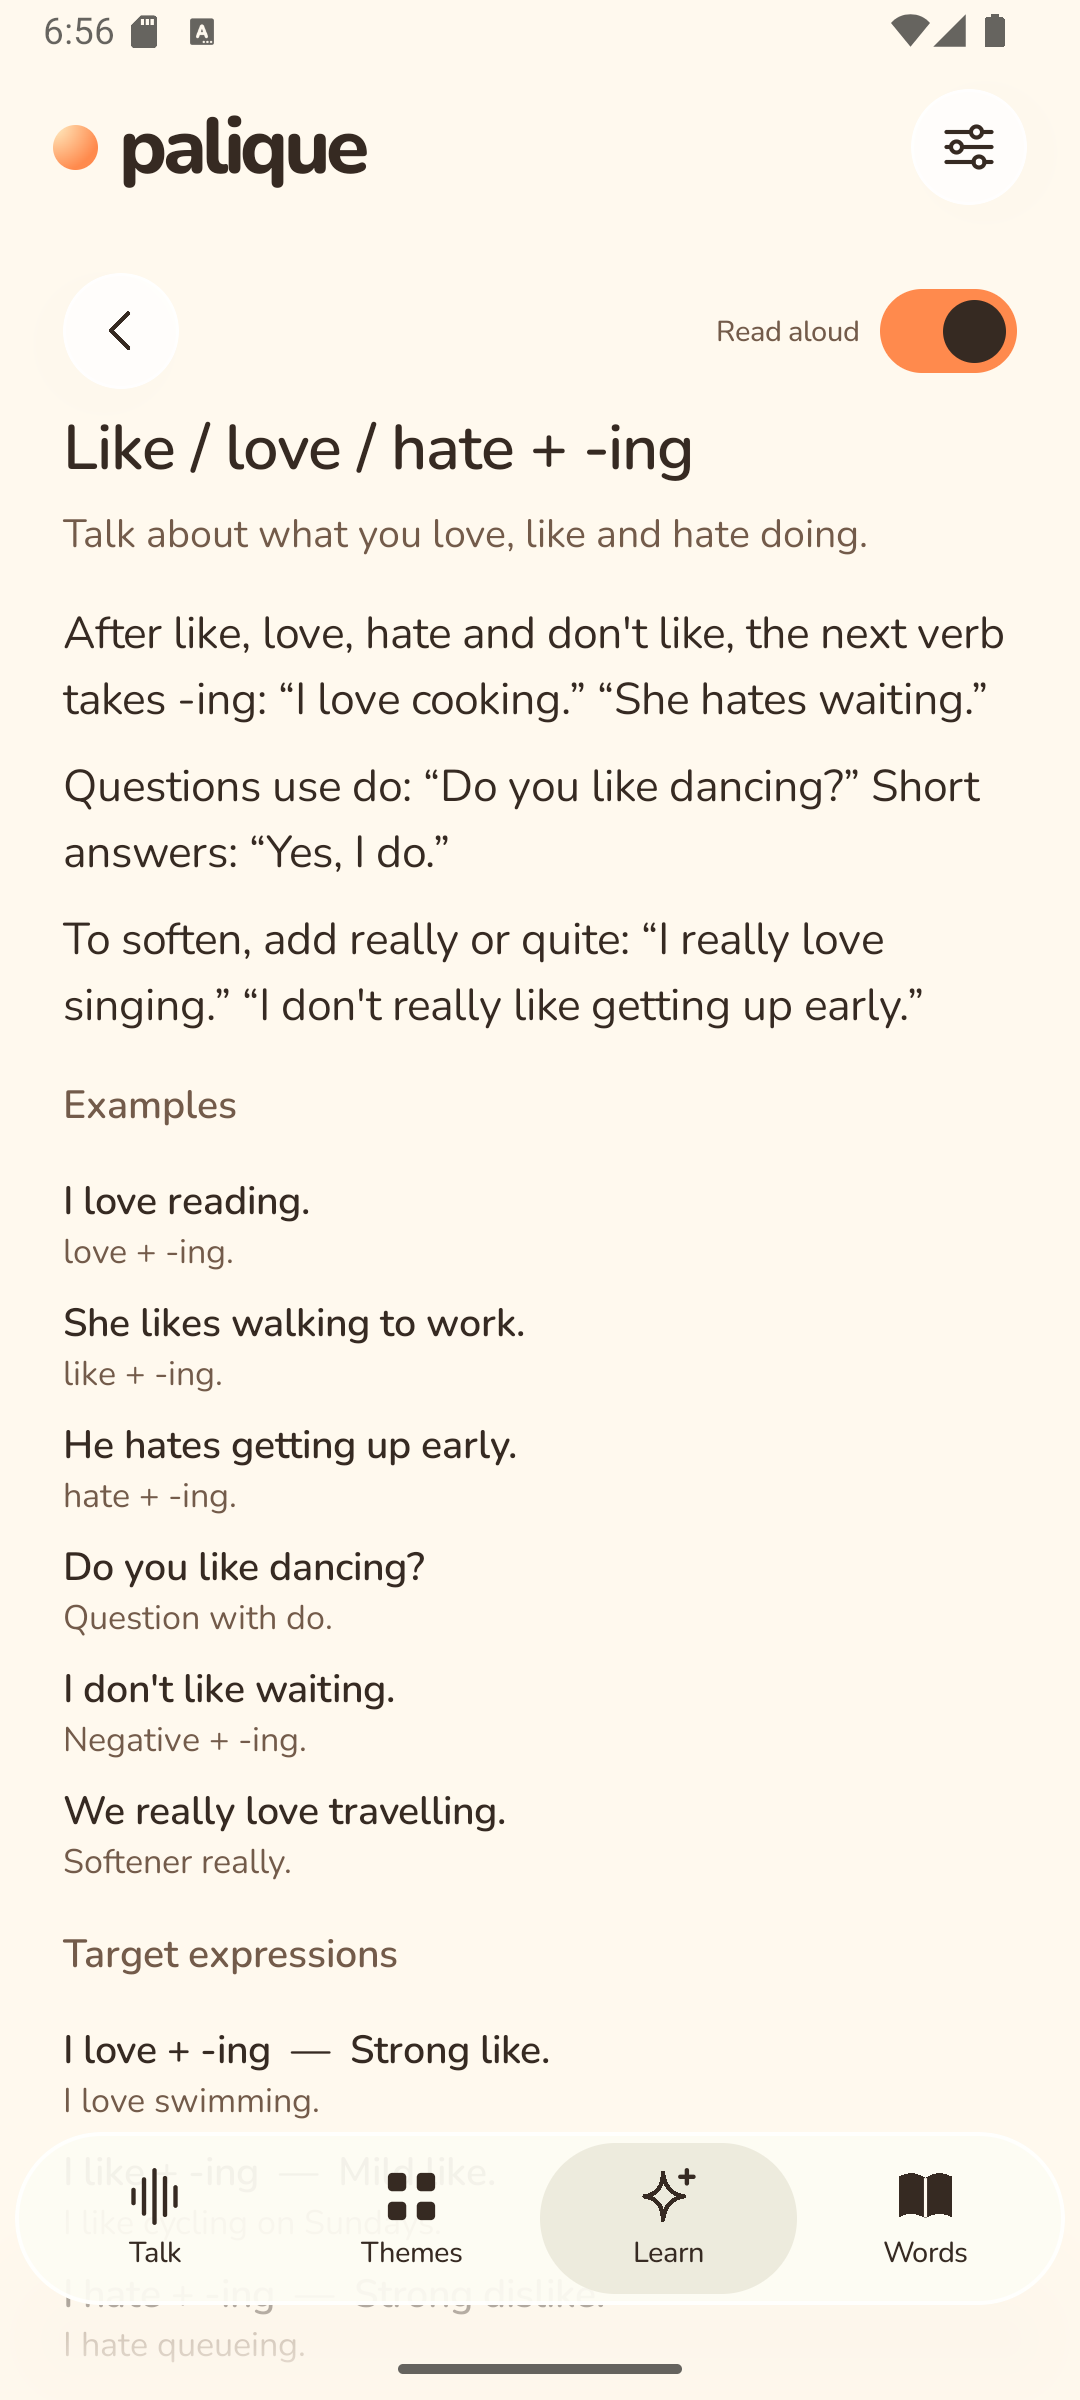 6:56
palique
Read aloud
Like / love / hate + -ing
Talk about what you love, like and hate doing.
After like, love, hate and don't like, the next verb
takes -ing: “I love cooking.” “She hates waiting.”
Questions use do: “Do you like dancing?” Short
answers: “Yes, I do.”
To soften, add really or quite: “I really love
singing.” “I don't really like getting up early.”
Examples
I love reading.
love + -ing.
She likes walking to work.
like + -ing.
He hates getting up early.
hate + -ing.
Do you like dancing?
Question with do.
I don't like waiting.
Negative + -ing.
We really love travelling.
Softener really.
Target expressions
I love + -ing — Strong like.
I love swimming.
I like + -ing — Mild like.
I like cycling on Sundays.
Talk
Themes
Learn
Words
I hate + -ing — Strong dislike.
I hate queueing.